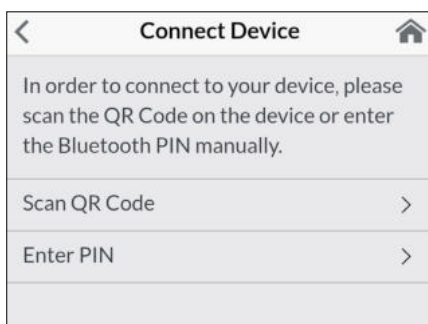 Connect Device
In order to connect to your device, please
scan the QR Code on the device or enter
the Bluetooth PIN manually.
Scan QR Code
Enter PIN